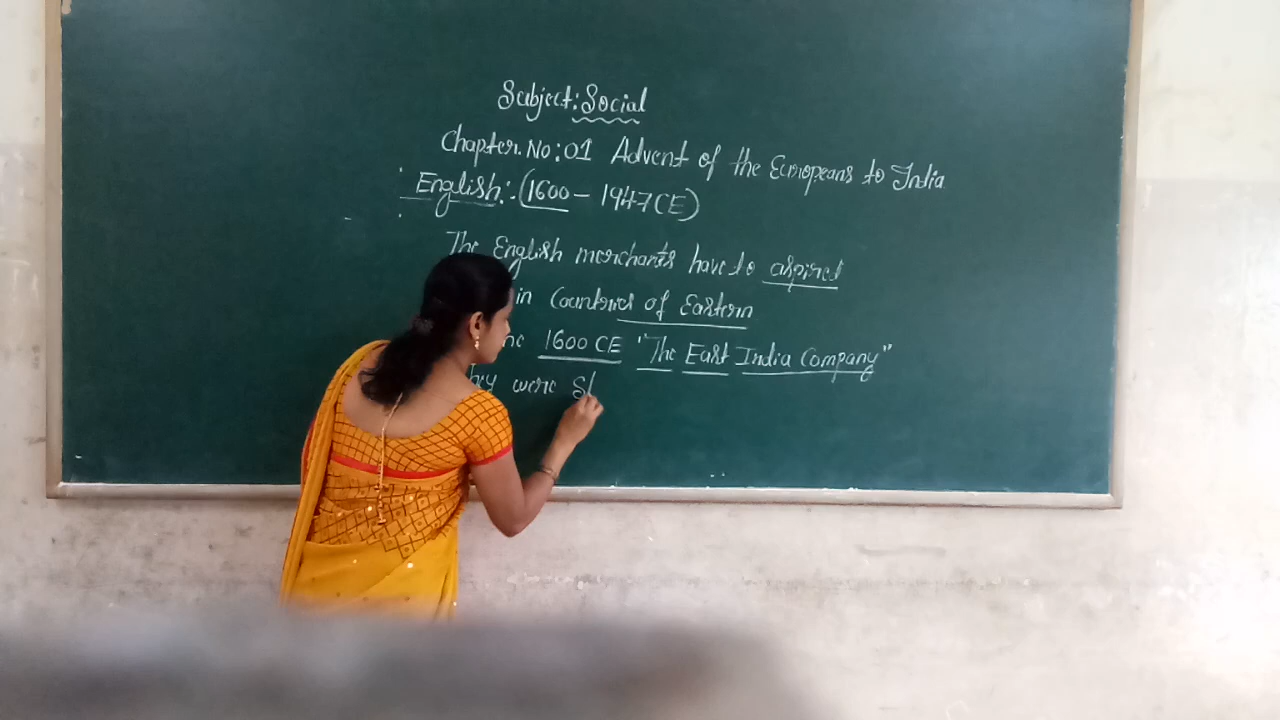 Subject: Social
Chapter. No: 01 Advent of the Europeans to India
English:- (1600 - 1947 CE)
The English merchants have to aspired
in Countries of Eastern
1600 CE "The East India Company"
were